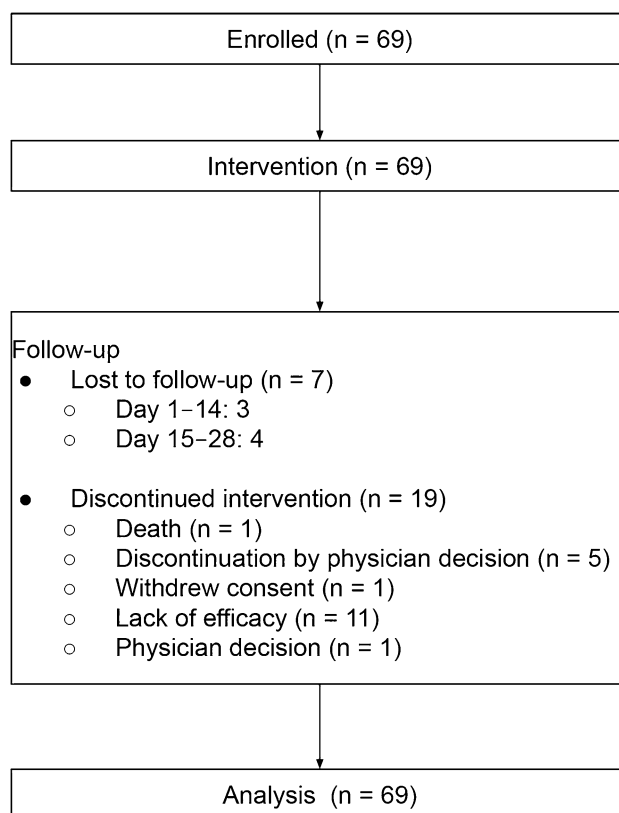 Enrolled (n = 69)
Intervention (n = 69)
Follow-up
● Lost to follow-up (n = 7)
○ Day 1–14: 3
○ Day 15–28: 4
● Discontinued intervention (n = 19)
○ Death (n = 1)
○ Discontinuation by physician decision (n = 5)
○ Withdrew consent (n = 1)
○ Lack of efficacy (n = 11)
○ Physician decision (n = 1)
Analysis (n = 69)